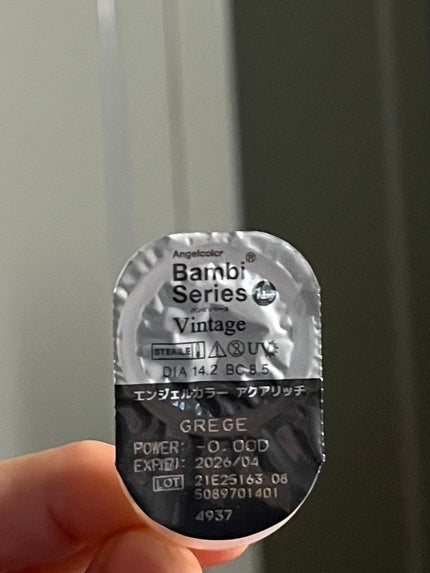 Angelcolor
Bambi®
Series
Vintage
STERILE UV
DIA 14.2 BC 8.5
エンジェルカラー アクアリッチ
GREGE
POWER: -0.00D
EXP: 2026/04
LOT 21E25163 08
5089701401
4937